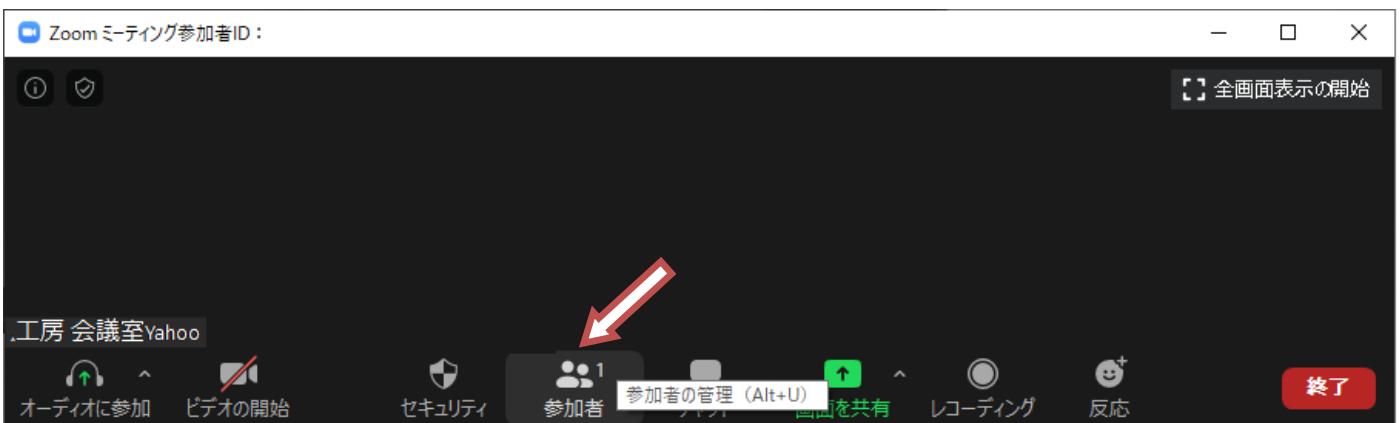 Zoom ミーティング参加者ID：
全画面表示の開始
工房 会議室Yahoo
1
参加者の管理（Alt+U）
オーディオに参加 ビデオの開始 セキュリティ 参加者 画面を共有 レコーディング 反応 終了